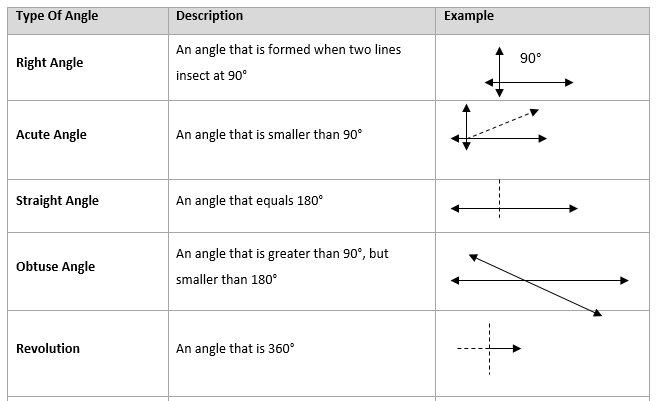 Type Of Angle Description Example
Right Angle
An angle that is formed when two lines
insect at 90°
90°
Acute Angle
An angle that is smaller than 90°
Straight Angle
An angle that equals 180°
Obtuse Angle
An angle that is greater than 90°, but
smaller than 180°
Revolution
An angle that is 360°